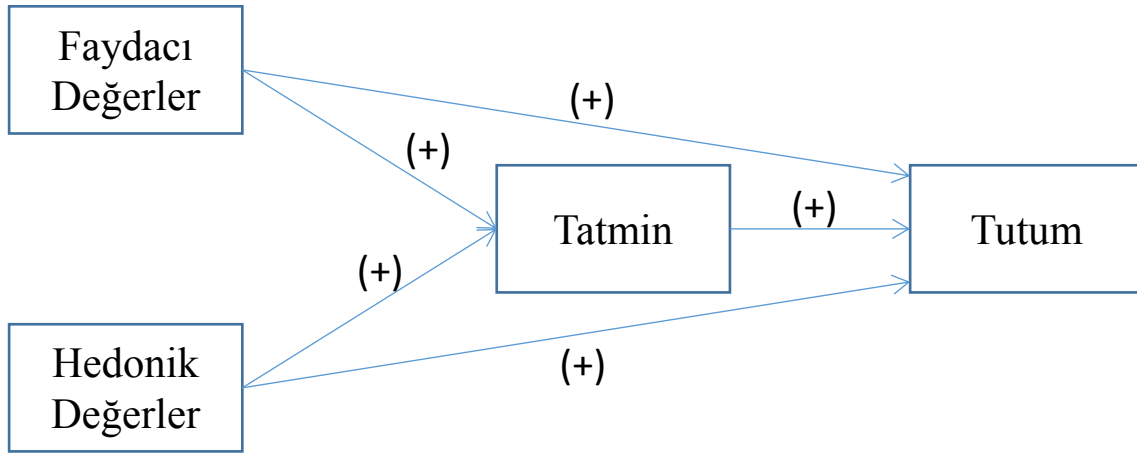 Faydacı
Değerler
(+)
(+)
Tatmin
(+)
Tutum
(+)
Hedonik
Değerler
(+)